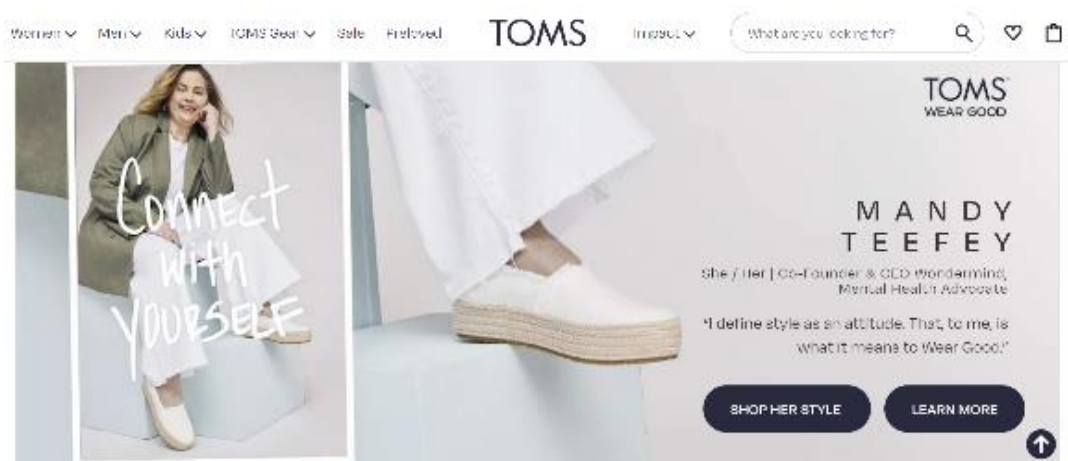 Women Men Kids TOMS Gear Sale Preloved TOMS Impact What are you looking for?
TOMS
WEAR GOOD
Connect
with
YOURSELF
MANDY
TEEFEY
She / Her | Co-Founder & CEO Wondermind,
Mental Health Advocate
"I define style as an attitude. That, to me, is
what it means to Wear Good."
SHOP HER STYLE LEARN MORE